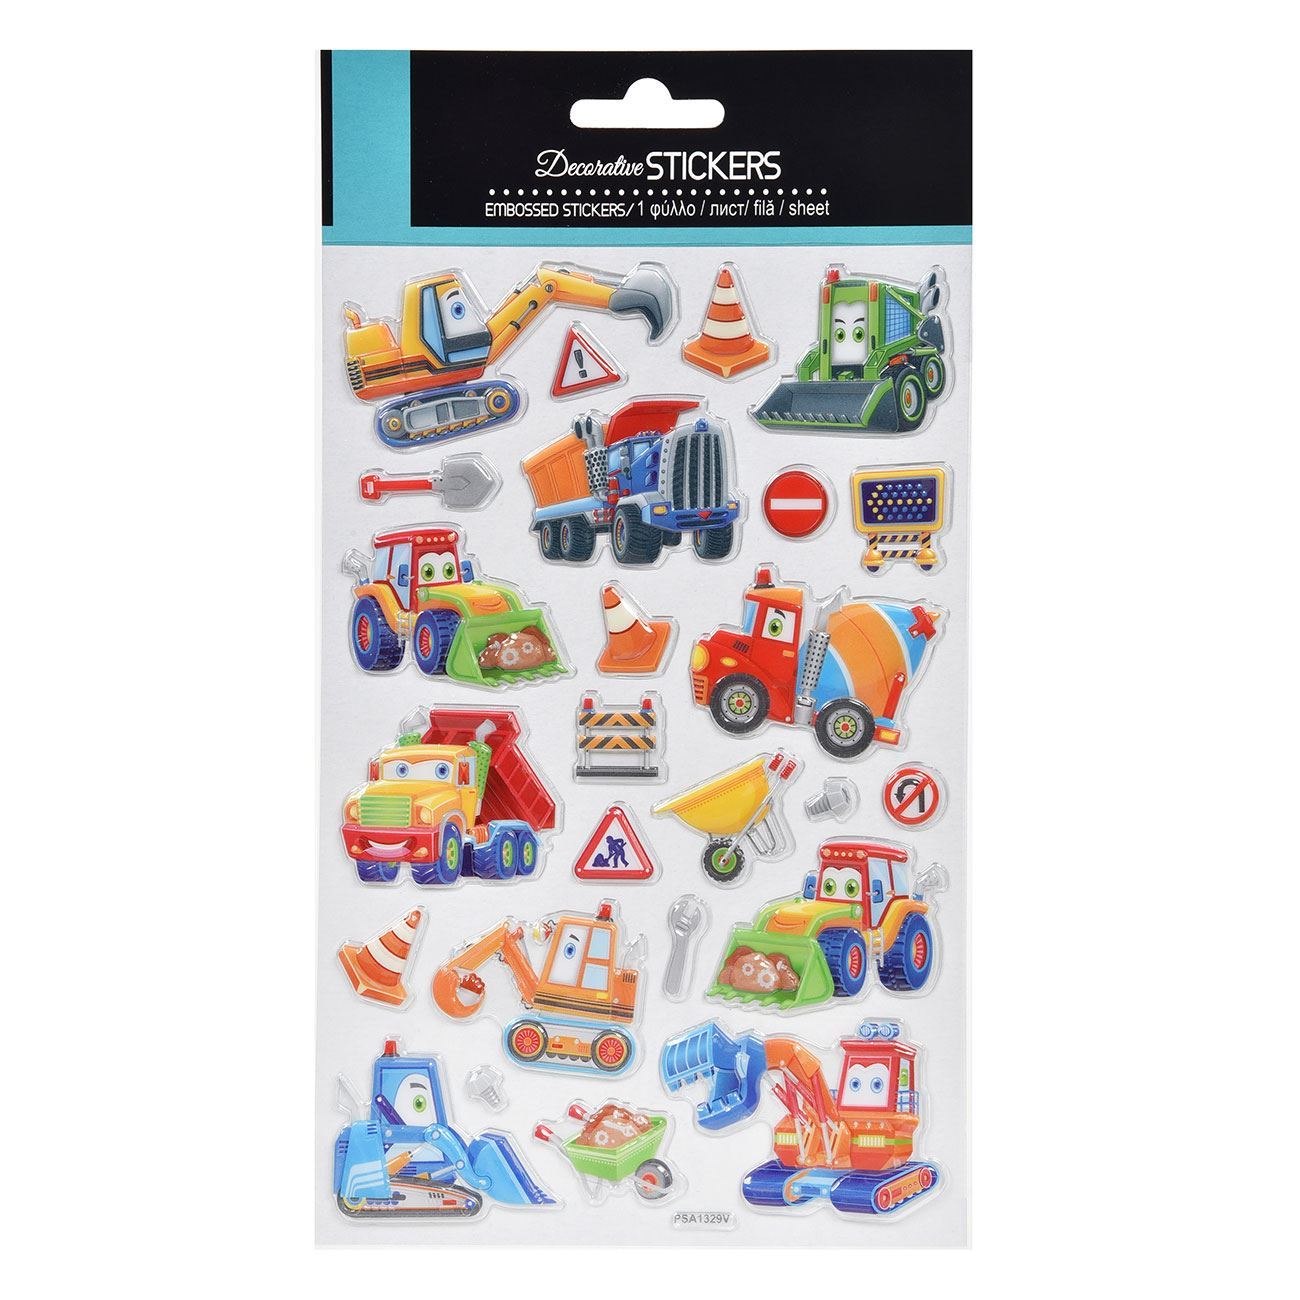 Decorative STICKERS
EMBOSSED STICKERS/ 1 φύλλο / лист/ filă / sheet
PSA1329V